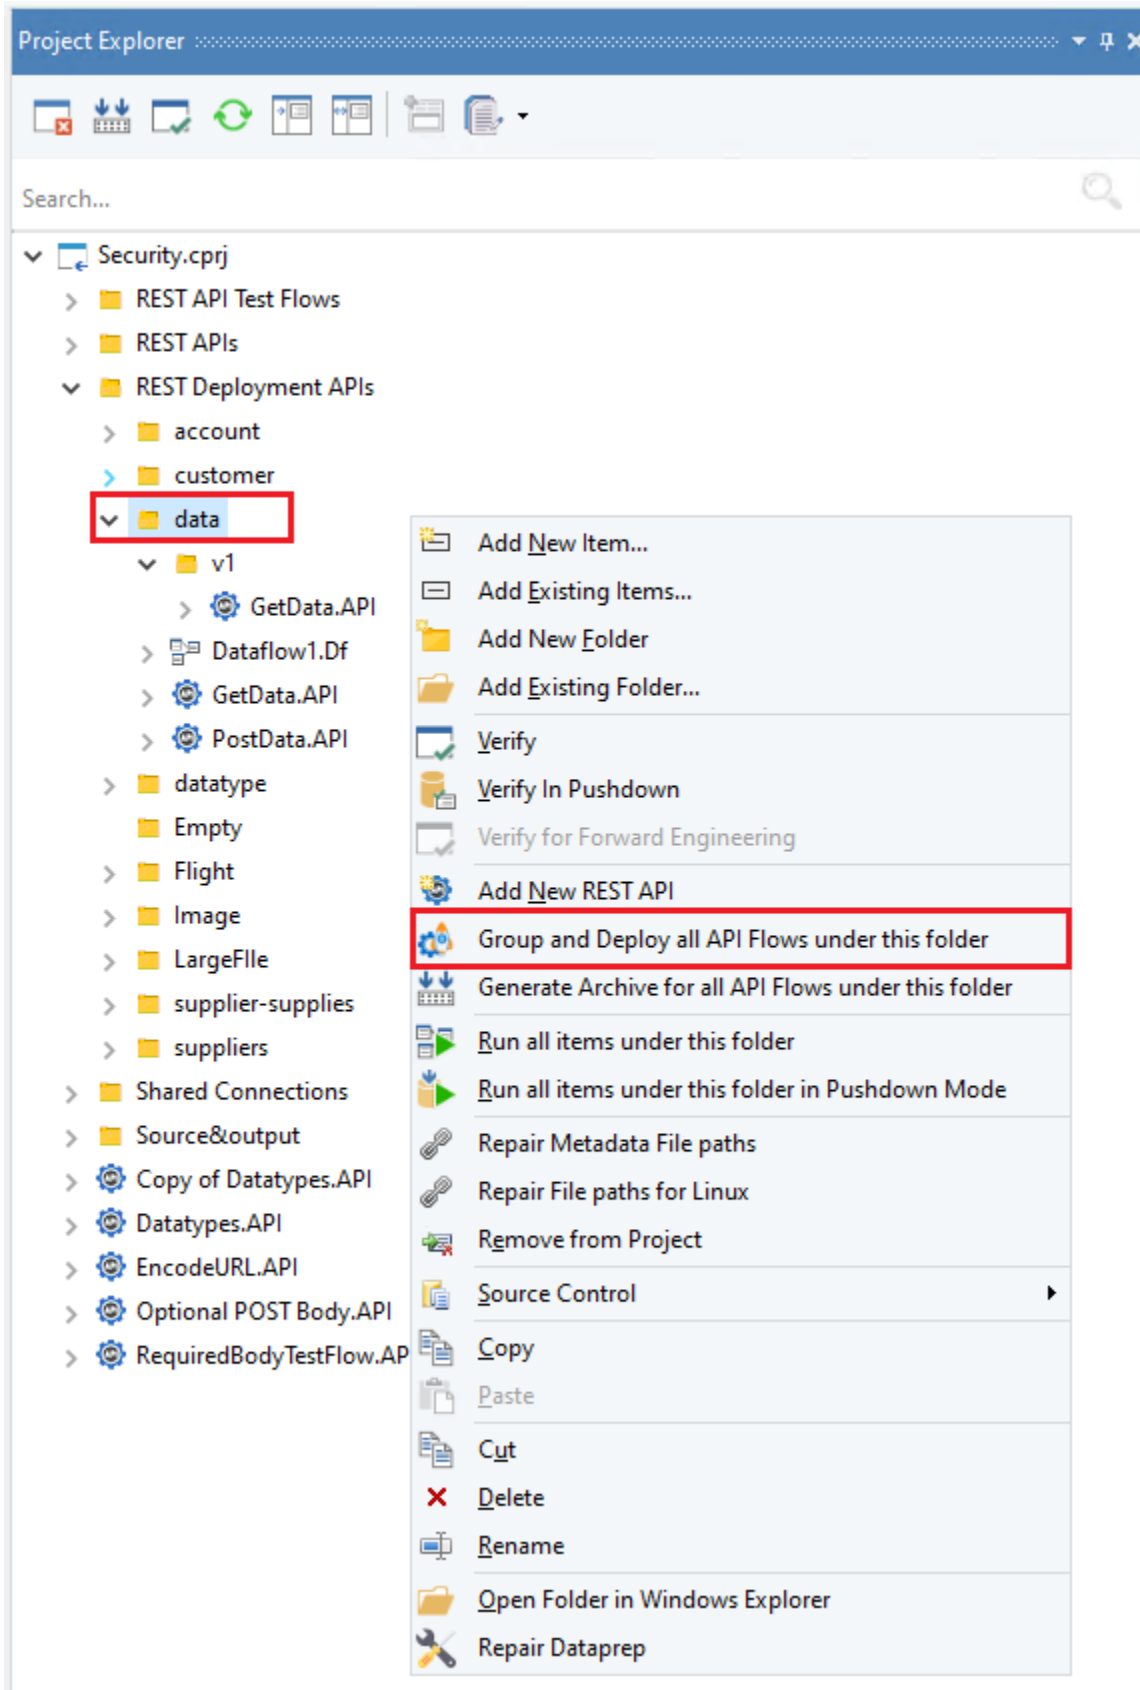 Project Explorer
Search...
Security.cprj
REST API Test Flows
REST APIs
REST Deployment APIs
account
customer
data
v1
GetData.API
Dataflow1.Df
GetData.API
PostData.API
datatype
Empty
Flight
Image
LargeFIle
supplier-supplies
suppliers
Shared Connections
Source&output
Copy of Datatypes.API
Datatypes.API
EncodeURL.API
Optional POST Body.API
RequiredBodyTestFlow.AP
Add New Item...
Add Existing Items...
Add New Folder
Add Existing Folder...
Verify
Verify In Pushdown
Verify for Forward Engineering
Add New REST API
Group and Deploy all API Flows under this folder
Generate Archive for all API Flows under this folder
Run all items under this folder
Run all items under this folder in Pushdown Mode
Repair Metadata File paths
Repair File paths for Linux
Remove from Project
Source Control
Copy
Paste
Cut
Delete
Rename
Open Folder in Windows Explorer
Repair Dataprep